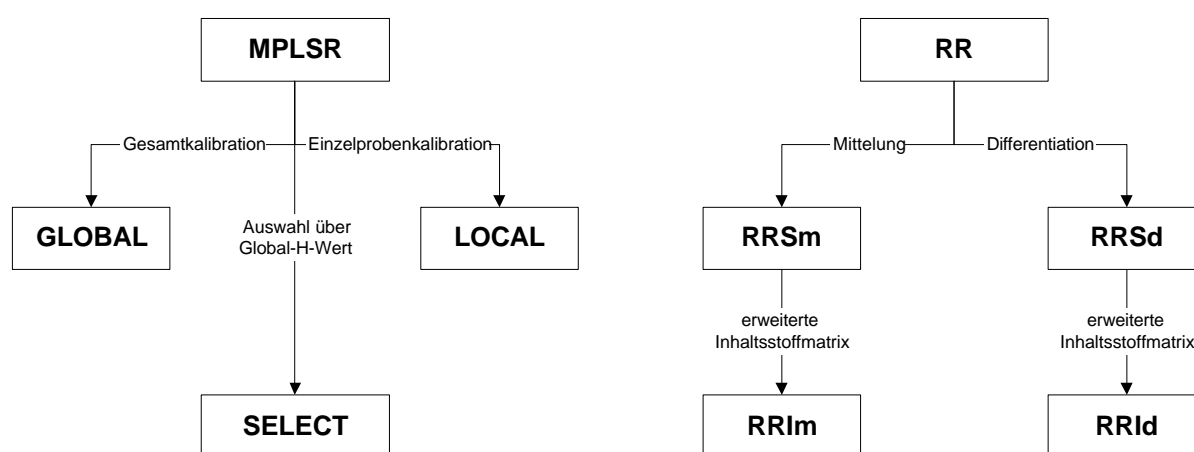 MPLSR
RR
Gesamtkalibration
Einzelprobenkalibration
Mittelung
Differentiation
GLOBAL
Auswahl über
Global-H-Wert
LOCAL
RRSm
RRSd
erweiterte
Inhaltsstoffmatrix
erweiterte
Inhaltsstoffmatrix
SELECT
RRIm
RRId